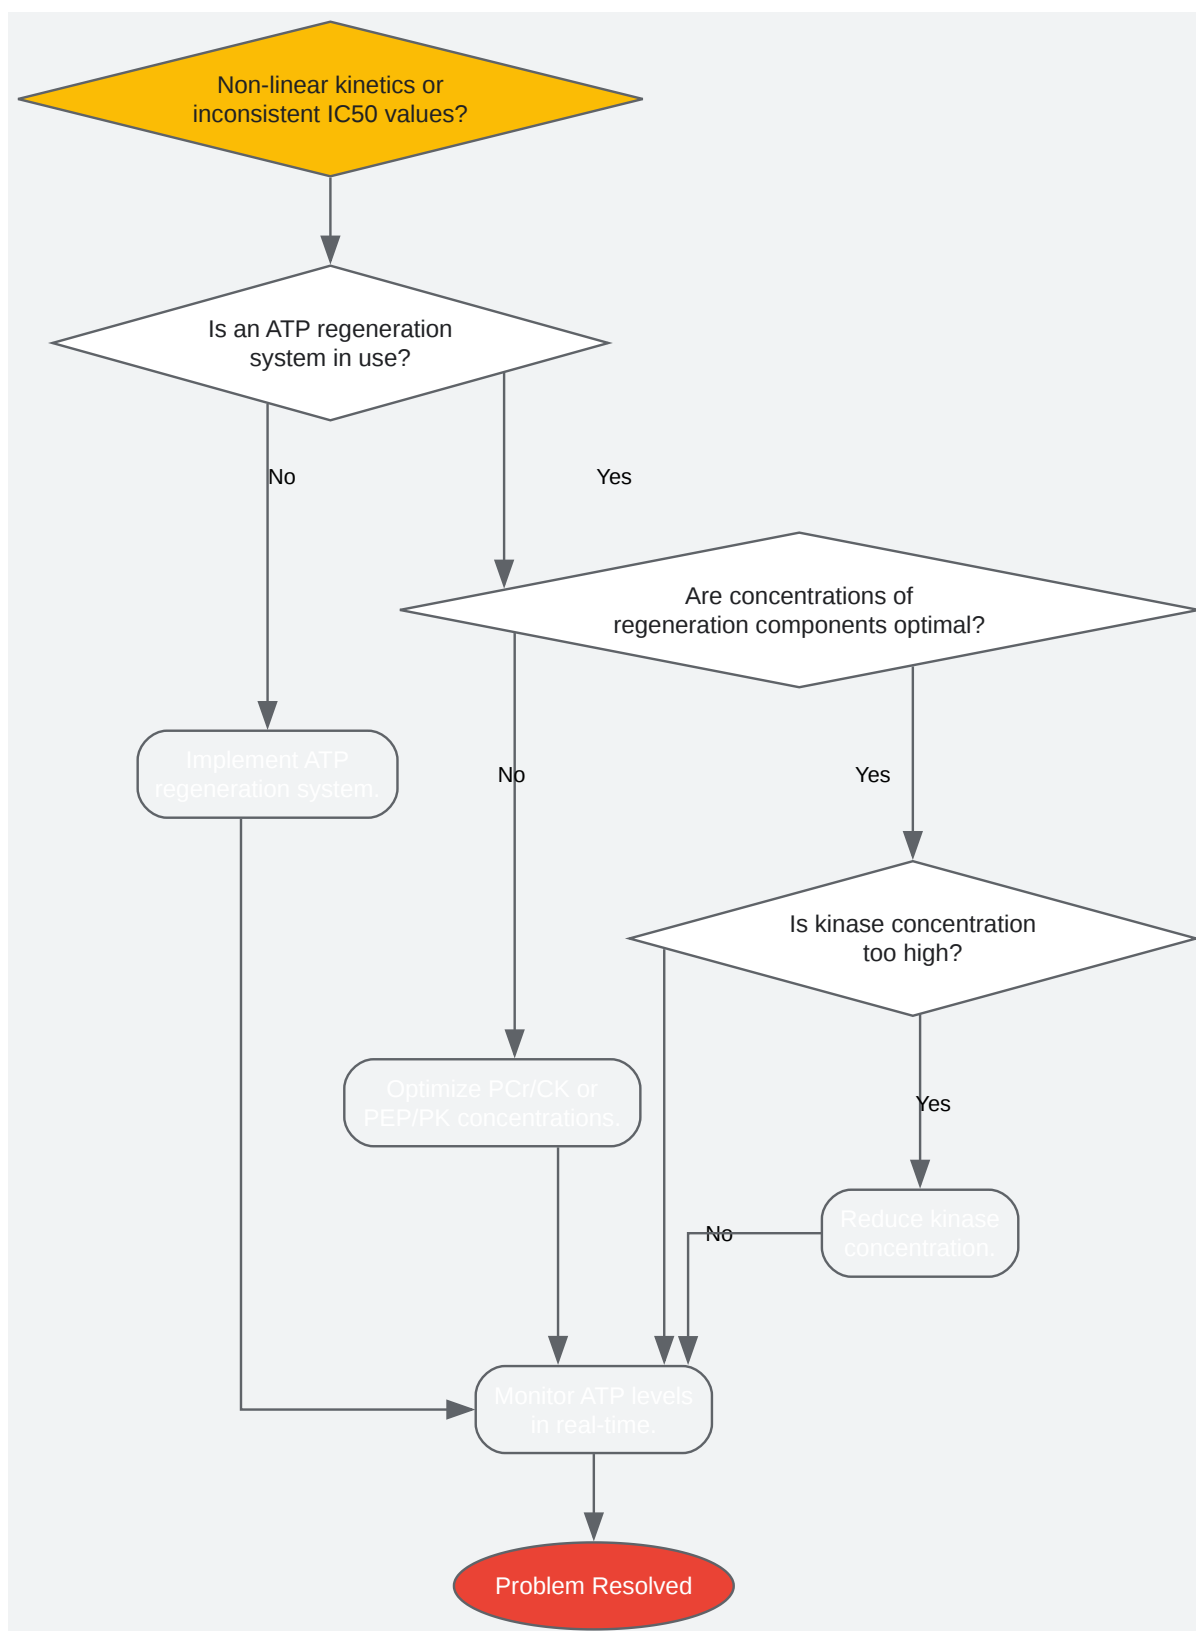 Non-linear kinetics or
inconsistent IC50 values?
Is an ATP regeneration
system in use?
No
Yes
Are concentrations of
regeneration components optimal?
Implement ATP
regeneration system.
No
Yes
Is kinase concentration
too high?
Optimize PCr/CK or
PEP/PK concentrations.
Yes
Reduce kinase
concentration.
No
Monitor ATP levels
in real-time.
Problem Resolved